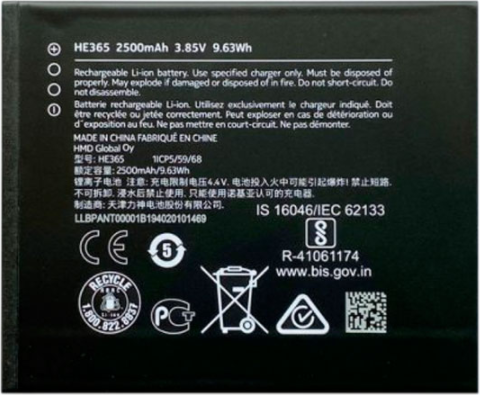 HE365 2500mAh 3.85V 9.63Wh
Rechargeable Li-ion battery. Use specified charger only. Must be disposed of
properly. May explode if damaged or disposed of in fire. Do not short-circuit. Do
not disassemble.
Batterie rechargeable Li-ion. Utilisez exclusivement le chargeur indiqué. Doit
être recyclée ou jetée correctement. Peut exploser en cas de détérioration ou
d'exposition au feu. Ne pas mettre en court-circuit. Ne pas démonter.
MADE IN CHINA FABRIQUÉ EN CHINE
HMD Global Oy
型号: HE365 1ICP5/59/68
额定容量: 2500mAh/9.63Wh
锂离子电池 注意: 充电限制电压4.4V. 电池投入火中可能引起爆炸! 禁止短路.
不可拆卸. 浸水后禁止使用. 只能使用诺基亚认可的充电器.
制造商: 天津力神电池股份有限公司
LLBPANT00001B194020101469
IS 16046/IEC 62133
R-41061174
www.bis.gov.in
CE
5
RECYCLE
RBRC
Li-ion
1.800.822.8837